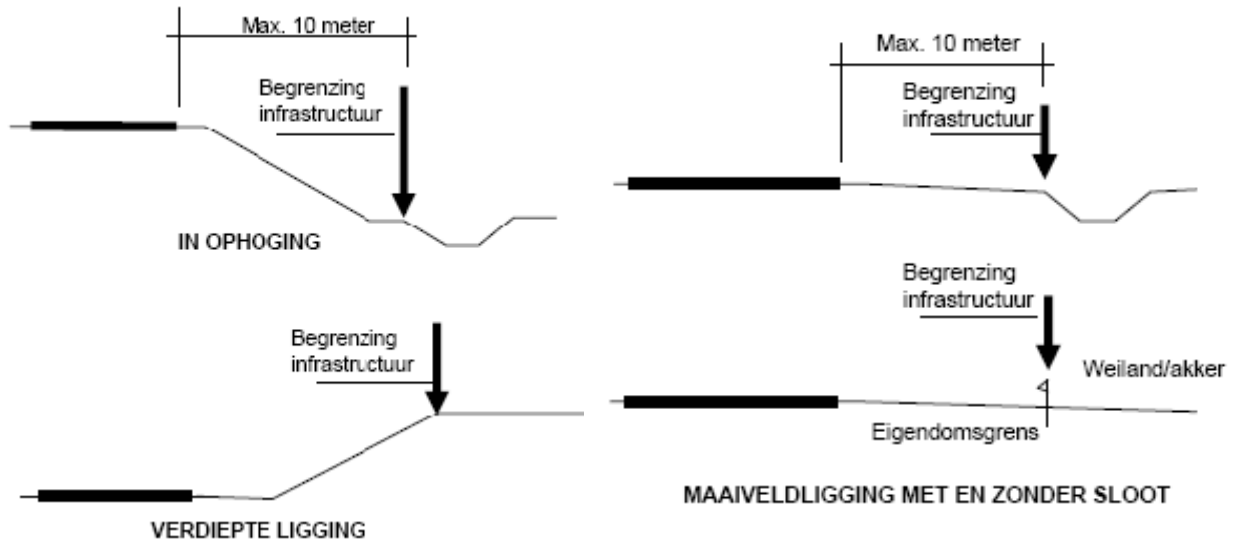 Max. 10 meter
Begrenzing
infrastructuur
IN OPHOGING
Begrenzing
infrastructuur
VERDIEPTE LIGGING
Max. 10 meter
Begrenzing
infrastructuur
Begrenzing
infrastructuur
Weiland/akker
Eigendomsgrens
MAAIVELDLIGGING MET EN ZONDER SLOOT